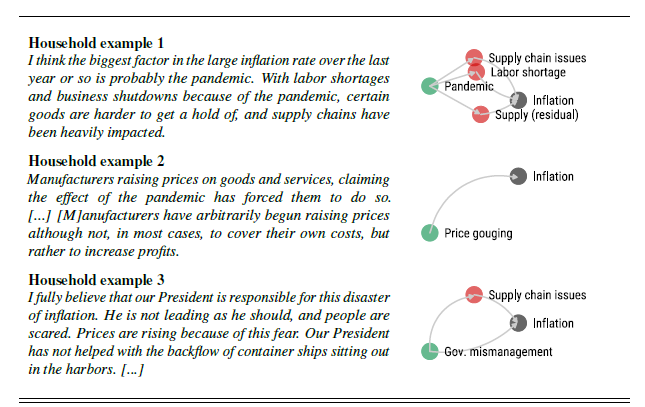 Household example 1
I think the biggest factor in the large inflation rate over the last
year or so is probably the pandemic. With labor shortages
and business shutdowns because of the pandemic, certain
goods are harder to get a hold of, and supply chains have
been heavily impacted.
Supply chain issues
Labor shortage
Pandemic
Inflation
Supply (residual)
Household example 2
Manufacturers raising prices on goods and services, claiming
the effect of the pandemic has forced them to do so.
[...] [M]anufacturers have arbitrarily begun raising prices
although not, in most cases, to cover their own costs, but
rather to increase profits.
Inflation
Price gouging
Household example 3
I fully believe that our President is responsible for this disaster
of inflation. He is not leading as he should, and people are
scared. Prices are rising because of this fear. Our President
has not helped with the backflow of container ships sitting out
in the harbors. [...]
Supply chain issues
Inflation
Gov. mismanagement